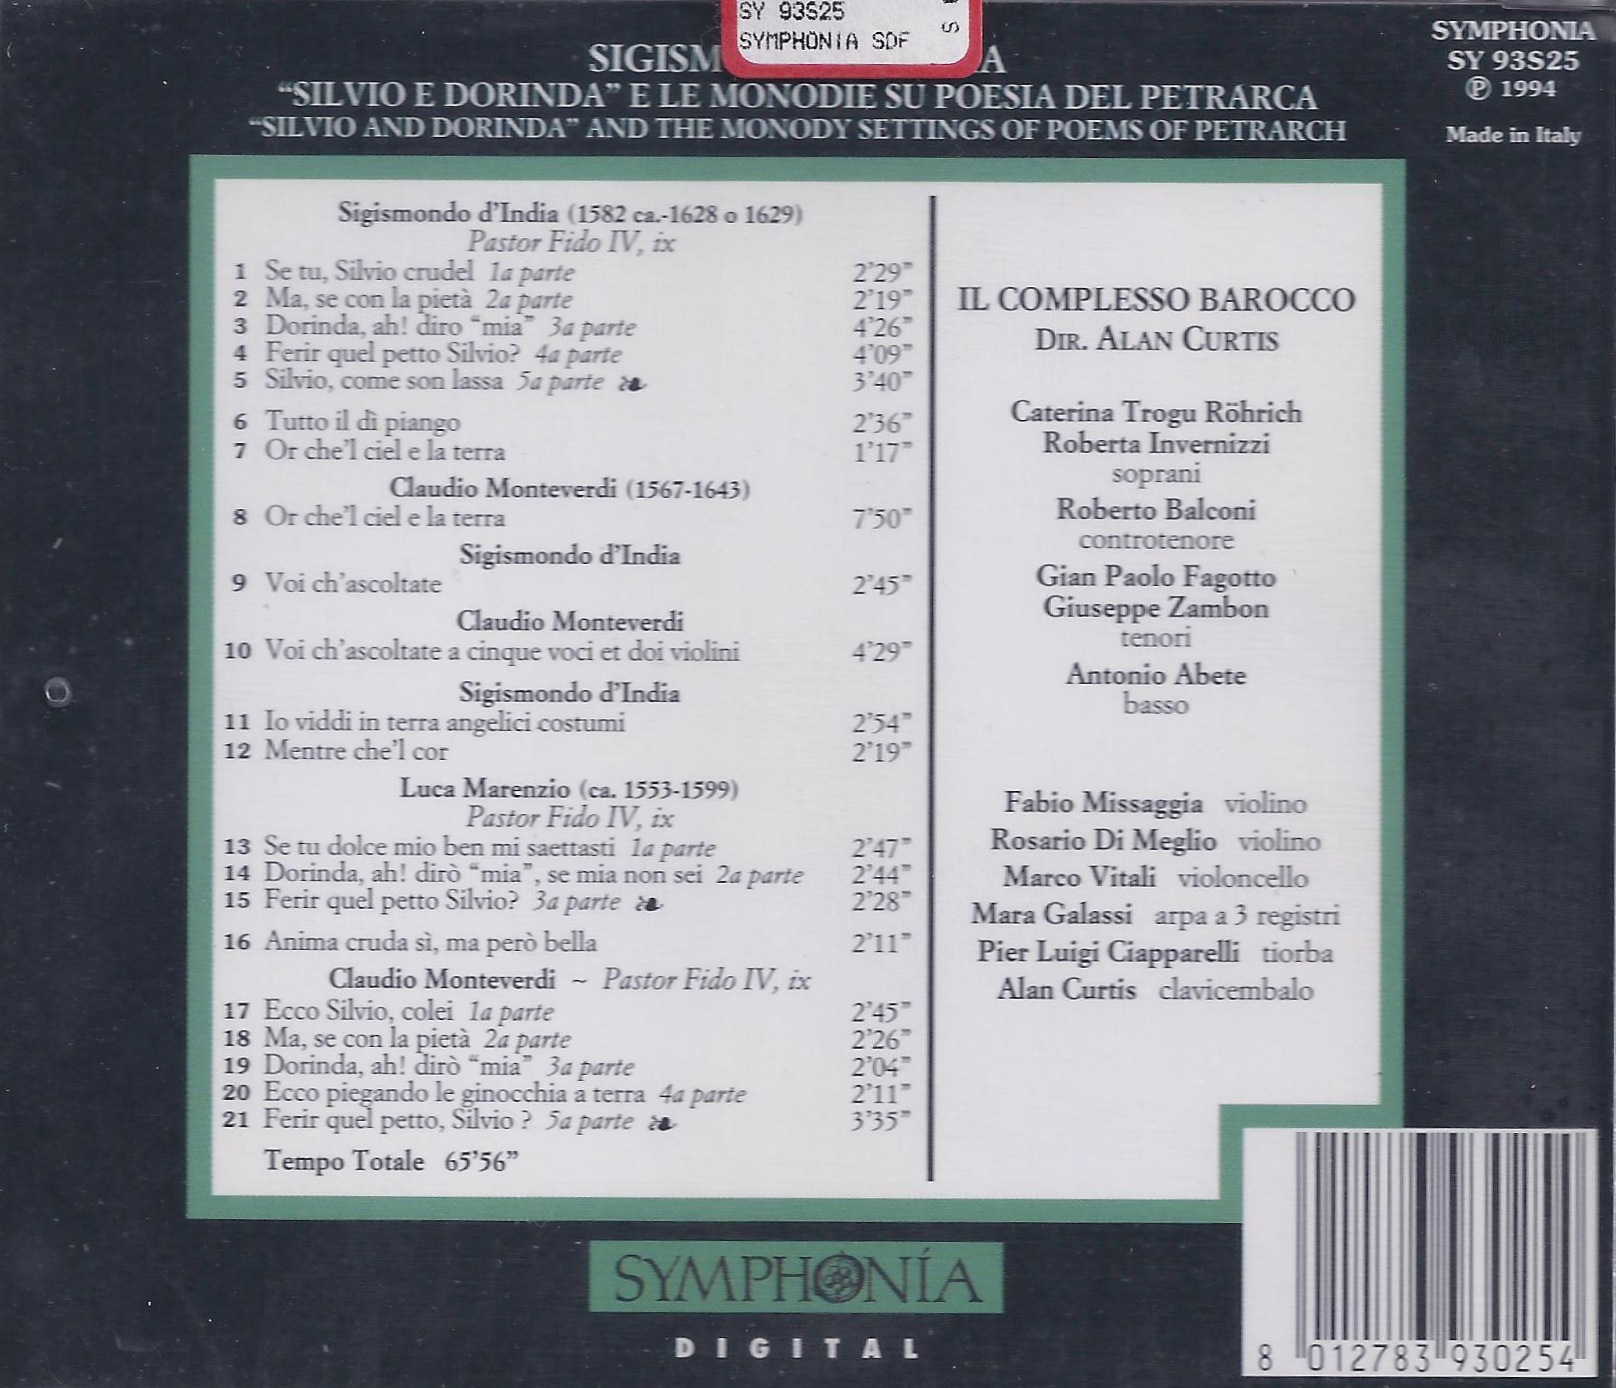 SY 93S25
SYMPHONIA SDF
SIGISM A
“SILVIO E DORINDA” E LE MONODIE SU POESIA DEL PETRARCA
“SILVIO AND DORINDA” AND THE MONODY SETTINGS OF POEMS OF PETRARCH
SYMPHONIA
SY 93S25
℗ 1994
Made in Italy
Sigismondo d’India (1582 ca.-1628 o 1629)
Pastor Fido IV, ix
1 Se tu, Silvio crudel 1a parte 2’29”
2 Ma, se con la pietà 2a parte 2’19”
3 Dorinda, ah! diro “mia” 3a parte 4’26”
4 Ferir quel petto Silvio? 4a parte 4’09”
5 Silvio, come son lassa 5a parte 3’40”
6 Tutto il dì piango 2’36”
7 Or che’l ciel e la terra 1’17”
Claudio Monteverdi (1567-1643)
8 Or che’l ciel e la terra 7’50”
Sigismondo d’India
9 Voi ch’ascoltate 2’45”
Claudio Monteverdi
10 Voi ch’ascoltate a cinque voci et doi violini 4’29”
Sigismondo d’India
11 Io viddi in terra angelici costumi 2’54”
12 Mentre che’l cor 2’19”
Luca Marenzio (ca. 1553-1599)
Pastor Fido IV, ix
13 Se tu dolce mio ben mi saettasti 1a parte 2’47”
14 Dorinda, ah! dirò “mia”, se mia non sei 2a parte 2’44”
15 Ferir quel petto Silvio? 3a parte 2’28”
16 Anima cruda sì, ma però bella 2’11”
Claudio Monteverdi ~ Pastor Fido IV, ix
17 Ecco Silvio, colei 1a parte 2’45”
18 Ma, se con la pietà 2a parte 2’26”
19 Dorinda, ah! dirò “mia” 3a parte 2’04”
20 Ecco piegando le ginocchia a terra 4a parte 2’11”
21 Ferir quel petto, Silvio ? 5a parte 3’35”
Tempo Totale 65’56”
IL COMPLESSO BAROCCO
DIR. ALAN CURTIS
Caterina Trogu Röhrich
Roberta Invernizzi
soprani
Roberto Balconi
controtenore
Gian Paolo Fagotto
Giuseppe Zambon
tenori
Antonio Abete
basso
Fabio Missaggia violino
Rosario Di Meglio violino
Marco Vitali violoncello
Mara Galassi arpa a 3 registri
Pier Luigi Ciapparelli tiorba
Alan Curtis clavicembalo
SYMPHONÍA
DIGITAL
8 012783 930254